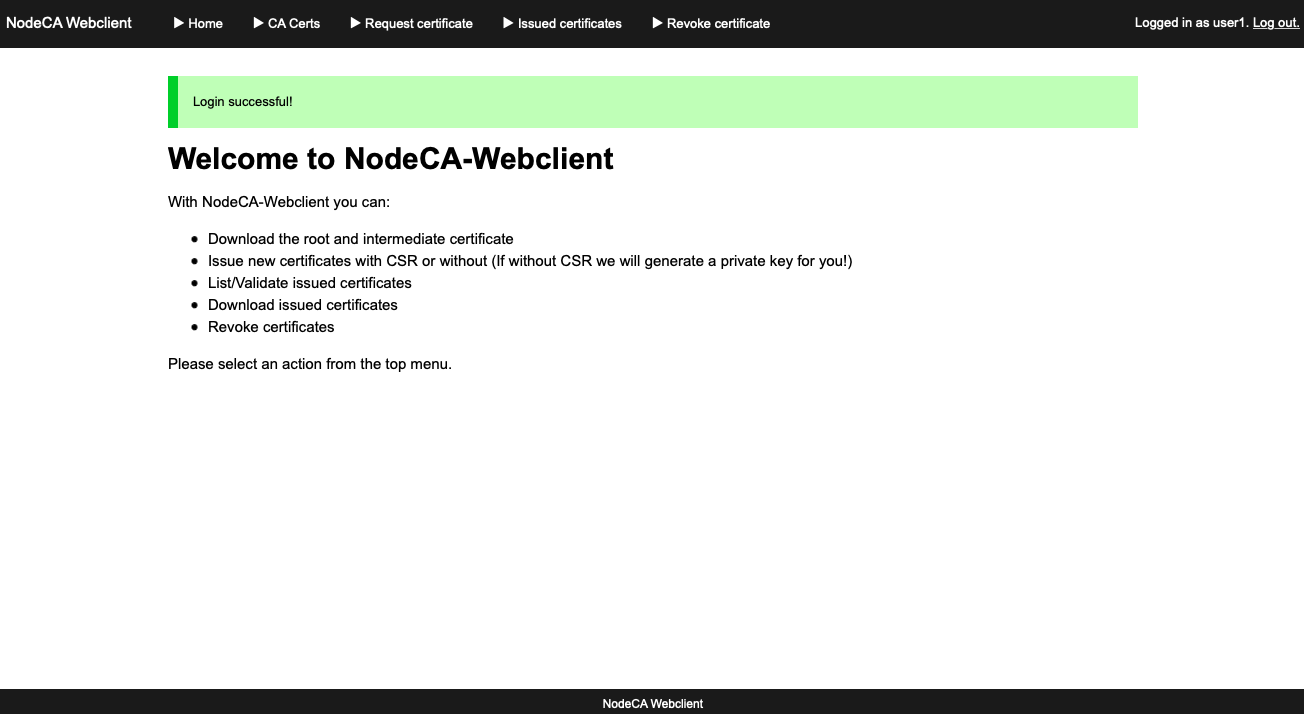 NodeCA Webclient
▶ Home ▶ CA Certs ▶ Request certificate ▶ Issued certificates ▶ Revoke certificate
Logged in as user1. Log out.
Login successful!
Welcome to NodeCA-Webclient
With NodeCA-Webclient you can:
• Download the root and intermediate certificate
• Issue new certificates with CSR or without (If without CSR we will generate a private key for you!)
• List/Validate issued certificates
• Download issued certificates
• Revoke certificates
Please select an action from the top menu.
NodeCA Webclient